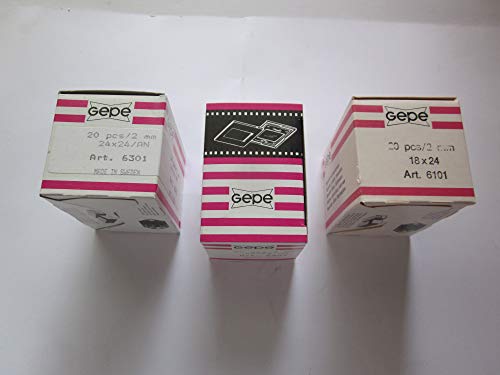 Gepe
20 pcs/2 mm
24x24/AN
Art. 6301
MADE IN SWEDEN
Gepe
Gepe
20 pcs/2 mm
18x24
Art. 6101